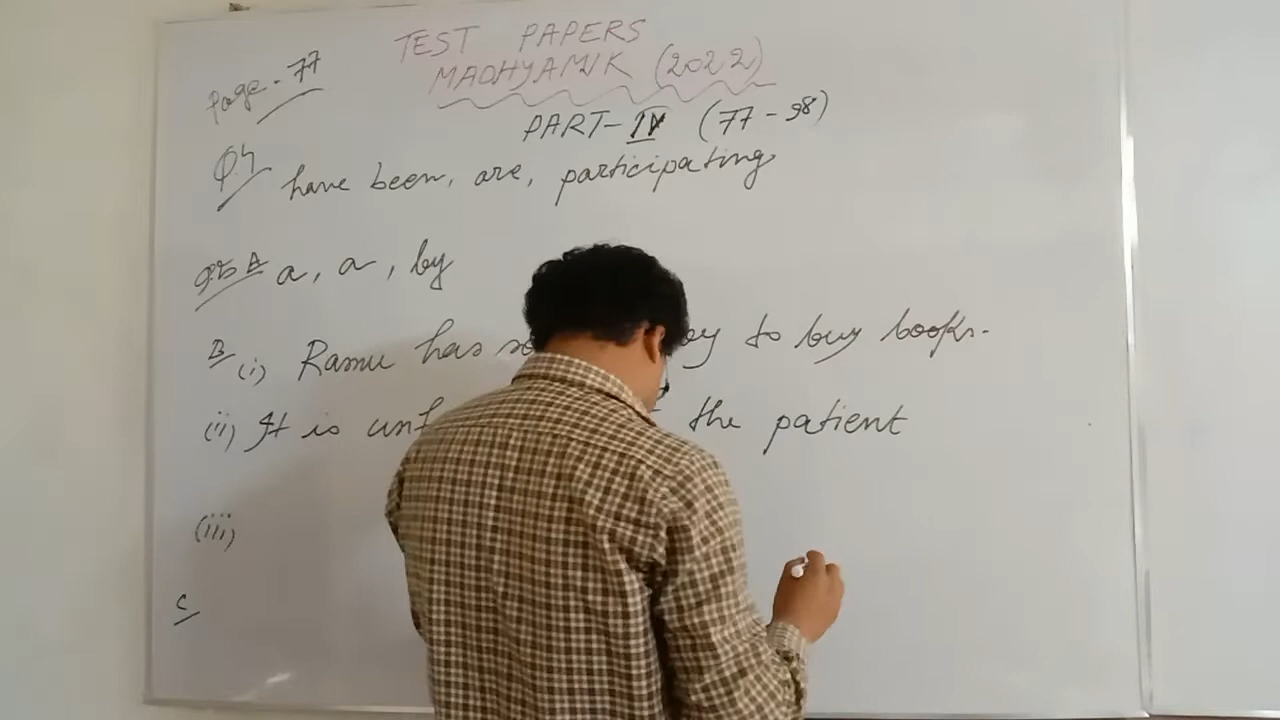 TEST PAPERS
Page - 77
MADHYAMIK (2022)
PART-IV (77-98)
Q4 have been, are, participating
Q5 A a, a, by
B (i) Ramu has to buy books.
(ii) It is the patient
(iii)
C